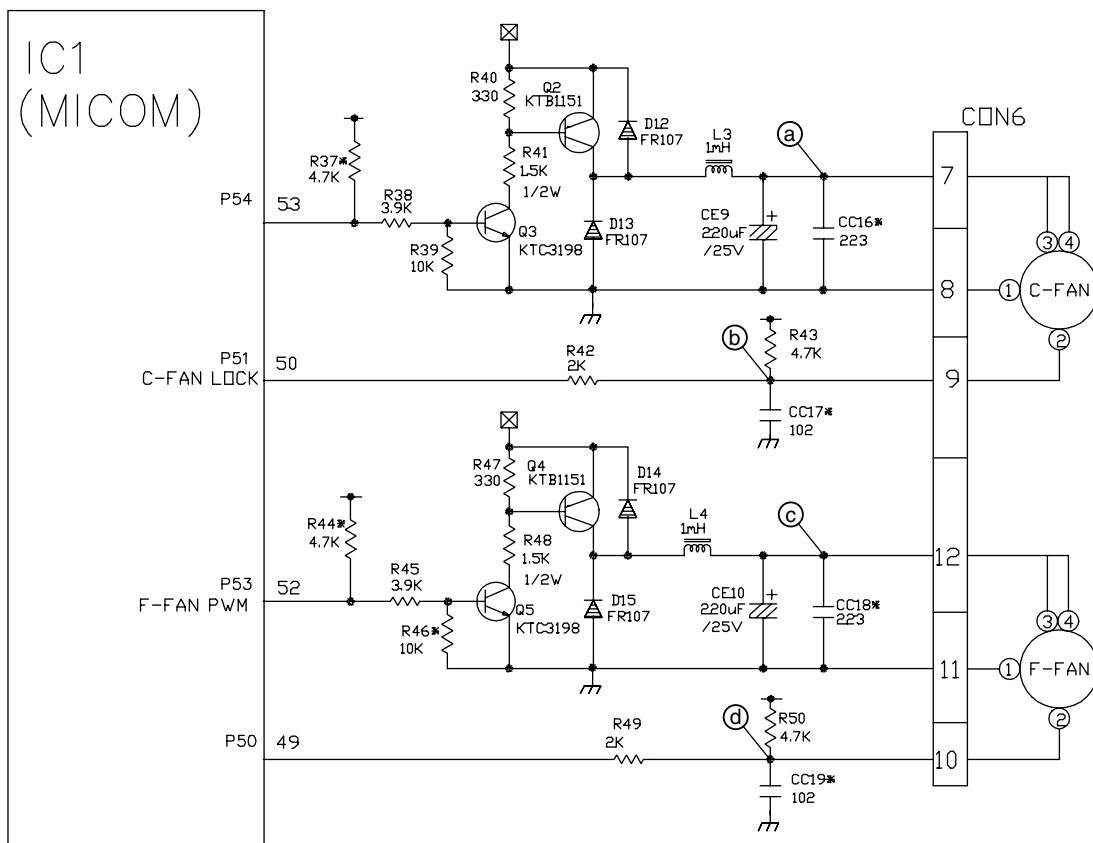 IC1
(MICOM)
R40
330
Q2
KTB1151
D12
FR107
L3
1mH
a
CON6
R37*
4.7K
R41
1.5K
1/2W
7
P54
53
R38
3.9K
Q3
KTC3198
D13
FR107
CE9
+
220uF
/25V
CC16*
223
3
4
R39
10K
8
1
C-FAN
2
P51
50
C-FAN LOCK
R42
2K
b
R43
4.7K
9
CC17*
102
R47
330
Q4
KTB1151
D14
FR107
L4
1mH
c
R44*
4.7K
R48
1.5K
1/2W
12
P53
52
F-FAN PWM
R45
3.9K
Q5
KTC3198
D15
FR107
CE10
+
220uF
/25V
CC18*
223
3
4
R46*
10K
11
1
F-FAN
2
P50
49
R49
2K
d
R50
4.7K
10
CC19*
102